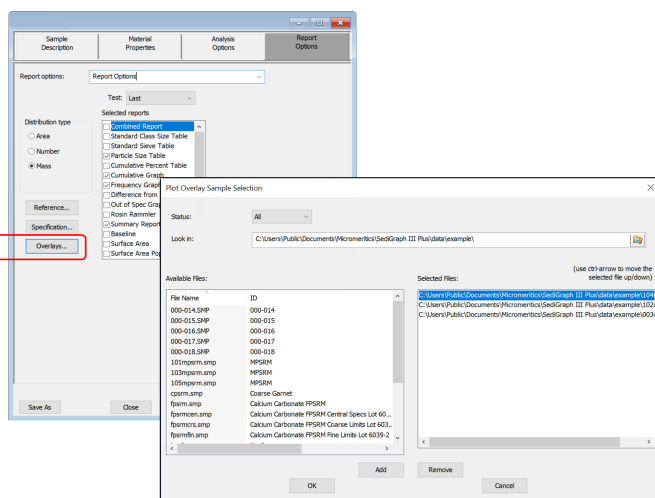 Sample Description
Material Properties
Analysis Options
Report Options
Report options:
Report Options
Test: Last
Selected reports
Distribution type
Area
Number
Mass
Combined Report
Standard Class Size Table
Standard Sieve Table
Particle Size Table
Cumulative Percent Table
Cumulative Graph
Frequency Graph
Difference from
Out of Spec Grap
Rosin Rammler
Summary Report
Baseline
Surface Area
Surface Area Pop
Reference...
Specification...
Overlays...
Save As
Close
Plot Overlay Sample Selection
Status:
All
Look in:
C:\Users\Public\Documents\Micromeritics\SediGraph III Plus\data\example\
(use ctrl-arrow to move the
selected file up/down)
Available Files:
Selected Files:
File Name ID
000-014.SMP 000-014
000-015.SMP 000-015
000-016.SMP 000-016
000-017.SMP 000-017
000-018.SMP 000-018
101mpsrm.smp MPSRM
103mpsrm.smp MPSRM
105mpsrm.smp MPSRM
cpsrm.smp Coarse Garnet
fpsrm.smp Calcium Carbonate FPSRM
fpsrmcen.smp Calcium Carbonate FPSRM Central Specs Lot 60...
fpsrmcrs.smp Calcium Carbonate FPSRM Coarse Limits Lot 603...
fpsrmfin.smp Calcium Carbonate FPSRM Fine Limits Lot 6039-2
C:\Users\Public\Documents\Micromeritics\SediGraph III Plus\data\example\104
C:\Users\Public\Documents\Micromeritics\SediGraph III Plus\data\example\102
C:\Users\Public\Documents\Micromeritics\SediGraph III Plus\data\example\003
Add
Remove
OK
Cancel